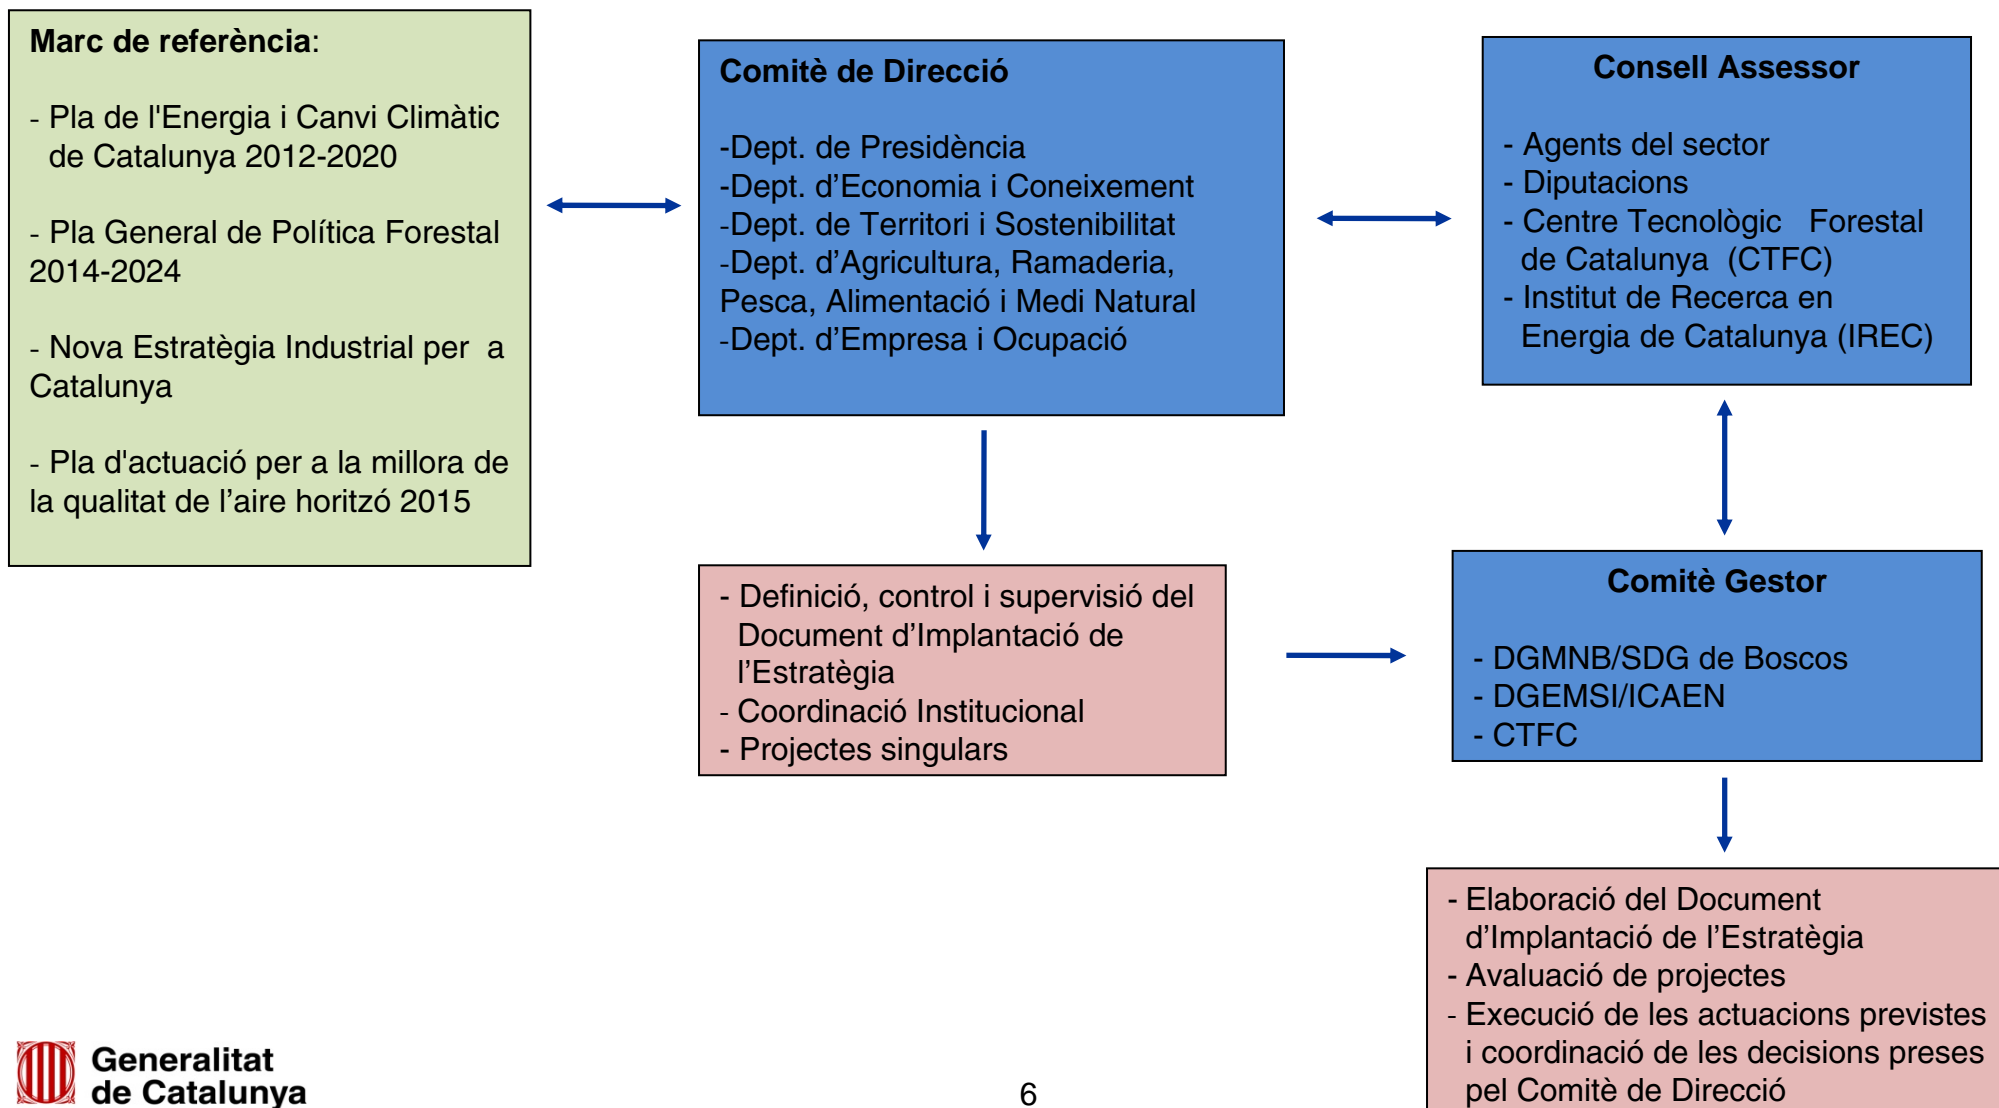 Marc de referència:
- Pla de l'Energia i Canvi Climàtic
de Catalunya 2012-2020
- Pla General de Política Forestal
2014-2024
- Nova Estratègia Industrial per a
Catalunya
- Pla d'actuació per a la millora de
la qualitat de l’aire horitzó 2015
Comitè de Direcció
-Dept. de Presidència
-Dept. d’Economia i Coneixement
-Dept. de Territori i Sostenibilitat
-Dept. d’Agricultura, Ramaderia,
Pesca, Alimentació i Medi Natural
-Dept. d’Empresa i Ocupació
Consell Assessor
- Agents del sector
- Diputacions
- Centre Tecnològic Forestal
de Catalunya (CTFC)
- Institut de Recerca en
Energia de Catalunya (IREC)
- Definició, control i supervisió del
Document d’Implantació de
l’Estratègia
- Coordinació Institucional
- Projectes singulars
Comitè Gestor
- DGMNB/SDG de Boscos
- DGEMSI/ICAEN
- CTFC
- Elaboració del Document
d’Implantació de l’Estratègia
- Avaluació de projectes
- Execució de les actuacions previstes
i coordinació de les decisions preses
pel Comitè de Direcció
Generalitat
de Catalunya
6